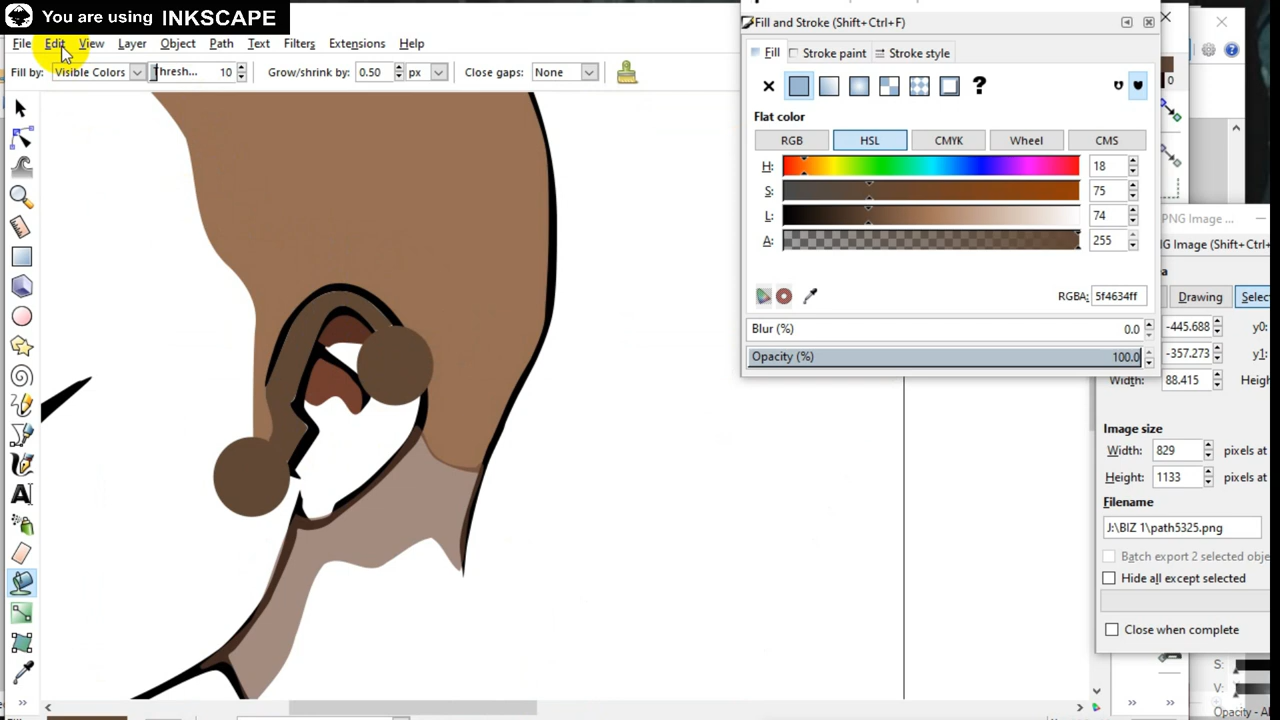 You are using INKSCAPE
File Edit View Layer Object Path Text Filters Extensions Help
Fill by: Visible Colors Thresh... 10 Grow/shrink by: 0.50 px Close gaps: None
Fill and Stroke (Shift+Ctrl+F)
Fill Stroke paint Stroke style
Flat color
RGB HSL CMYK Wheel CMS
H: 18
S: 75
L: 74
A: 255
RGBA: 5f4634ff
Blur (%) 0.0
Opacity (%) 100.0
0
PNG Image ...
G Image (Shift+Ctrl+
Drawing Selec
-445.688 y0:
-357.273 y1:
Width: 88.415 Heigh
Image size
Width: 829 pixels at
Height: 1133 pixels at
Filename
J:\BIZ 1\path5325.png
Batch export 2 selected obje
Hide all except selected
Close when complete
S:
V:
Opacity - A